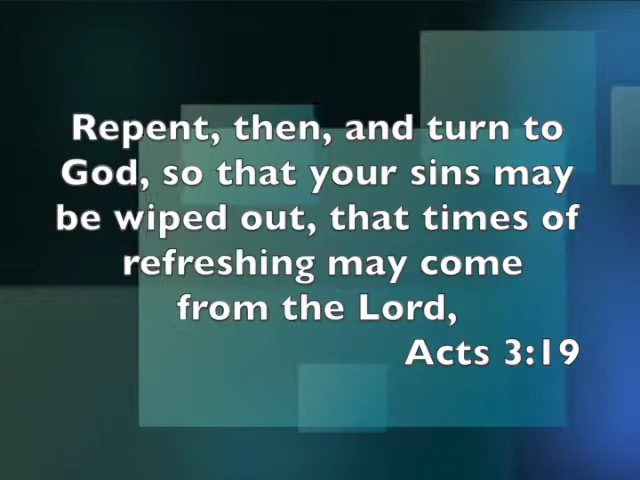 Repent, then, and turn to
God, so that your sins may
be wiped out, that times of
refreshing may come
from the Lord,
Acts 3:19